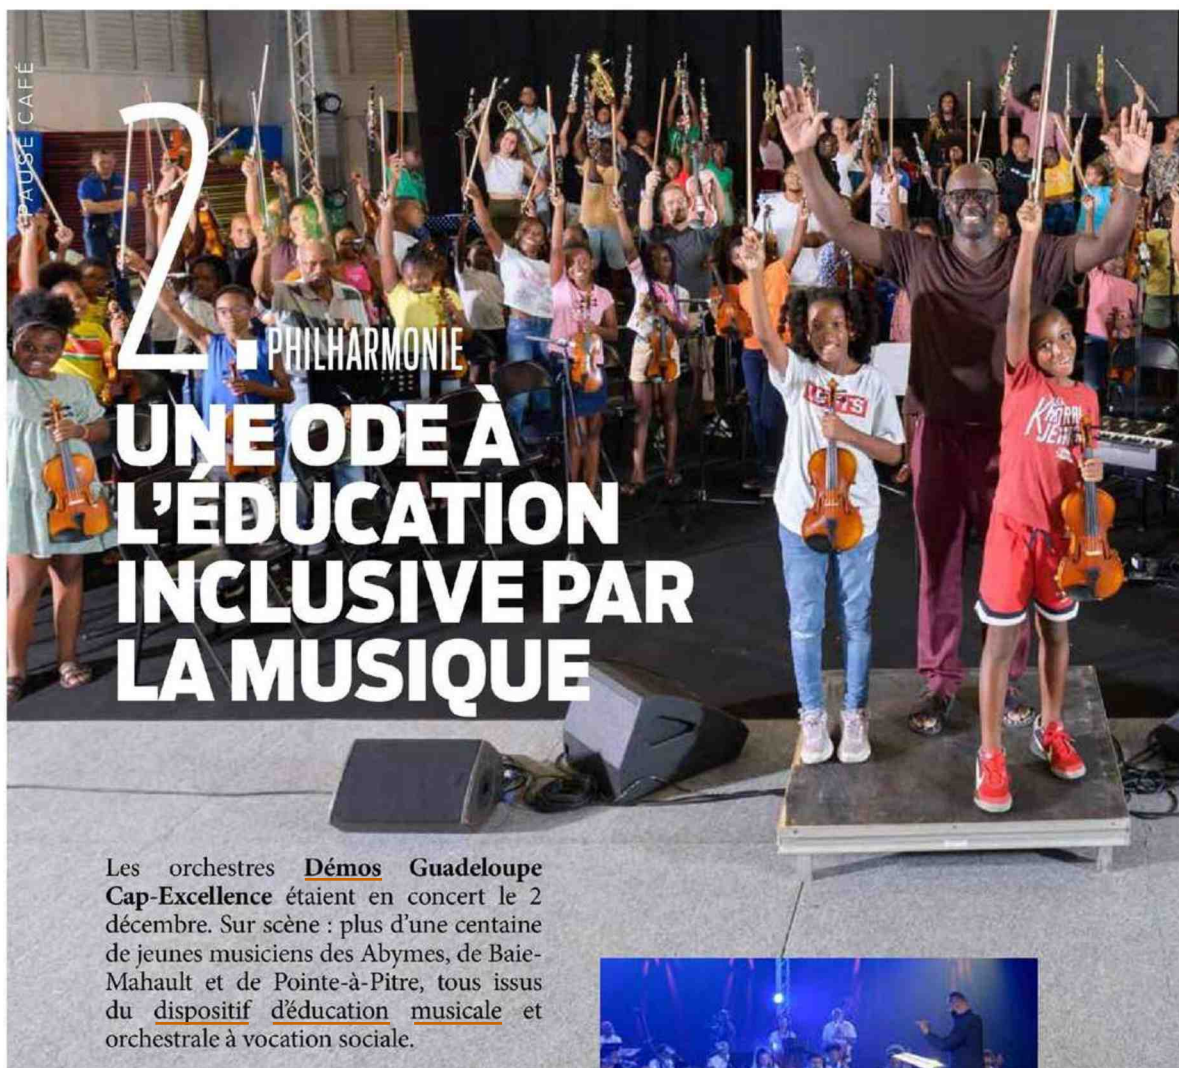 PAUSE CAFÉ
2.
PHILHARMONIE
UNE ODE À
L’ÉDUCATION
INCLUSIVE PAR
LA MUSIQUE
Les orchestres Démos Guadeloupe
Cap-Excellence étaient en concert le 2
décembre. Sur scène : plus d’une centaine
de jeunes musiciens des Abymes, de Baie-
Mahault et de Pointe-à-Pitre, tous issus
du dispositif d’éducation musicale et
orchestrale à vocation sociale.